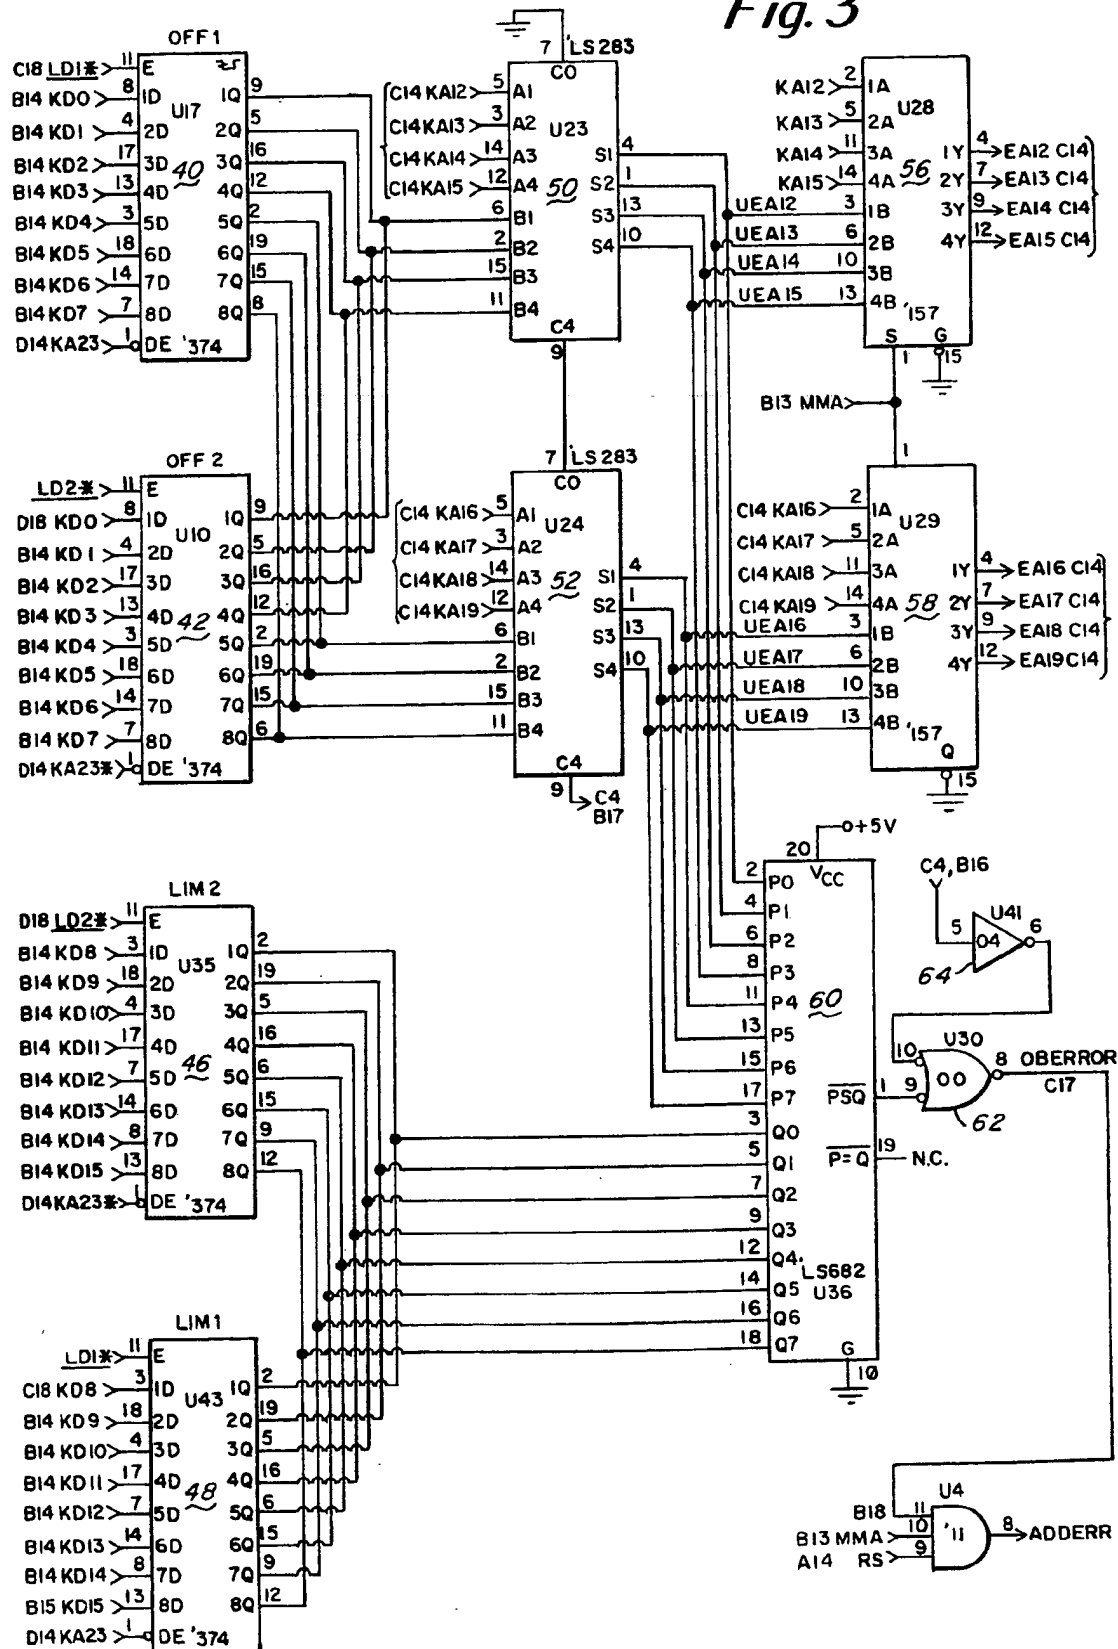 Fig. 3
OFF 1
C18 LD1* 11 E
B14 KD0 8 1D U17 1Q 9
B14 KD1 4 2D 2Q 5
B14 KD2 17 3D 40 3Q 16
B14 KD3 13 4D 4Q 12
B14 KD4 3 5D 5Q 2
B14 KD5 18 6D 6Q 19
B14 KD6 14 7D 7Q 15
B14 KD7 7 8D 8Q 8
D14 KA23 1 DE '374
7 'LS283
C0
C14 KA12 5 A1
C14 KA13 3 A2 U23
C14 KA14 14 A3 S1 4
C14 KA15 12 A4 50 S2 1
6 B1 S3 13
2 B2 S4 10
15 B3
11 B4
C4
9
KA12 2 1A U28
KA13 5 2A
KA14 11 3A 1Y 4 EA12 C14
KA15 14 4A 56 2Y 7 EA13 C14
UEA12 3 1B 3Y 9 EA14 C14
UEA13 6 2B 4Y 12 EA15 C14
UEA14 10 3B
UEA15 13 4B '157
S G
1 15
B13 MMA
OFF 2
LD2* 11 E
D18 KD0 8 1D U10 1Q 9
B14 KD1 4 2D 2Q 5
B14 KD2 17 3D 3Q 16
B14 KD3 13 4D 42 4Q 12
B14 KD4 3 5D 5Q 2
B14 KD5 18 6D 6Q 19
B14 KD6 14 7D 7Q 15
B14 KD7 7 8D 8Q 6
D14 KA23* 1 DE '374
7 'LS283
C0
C14 KA16 5 A1 U24
C14 KA17 3 A2
C14 KA18 14 A3 52 S1 4
C14 KA19 12 A4 S2 1
6 B1 S3 13
2 B2 S4 10
15 B3
11 B4
C4
9 C4
B17
1
C14 KA16 2 1A U29
C14 KA17 5 2A
C14 KA18 11 3A 1Y 4 EA16 C14
C14 KA19 14 4A 58 2Y 7 EA17 C14
UEA16 3 1B 3Y 9 EA18 C14
UEA17 6 2B 4Y 12 EA19 C14
UEA18 10 3B
UEA19 13 4B '157
Q
15
LIM 2
D18 LD2* 11 E
B14 KD8 3 1D U35 1Q 2
B14 KD9 18 2D 2Q 19
B14 KD10 4 3D 3Q 5
B14 KD11 17 4D 46 4Q 16
B14 KD12 7 5D 5Q 6
B14 KD13 14 6D 6Q 15
B14 KD14 8 7D 7Q 9
B14 KD15 13 8D 8Q 12
D14 KA23* 1 DE '374
+5V
20 VCC
2 P0
4 P1
6 P2
8 P3
11 P4 60
13 P5
15 P6
17 P7 PSQ 1
3 Q0
5 Q1 P=Q 19 N.C.
7 Q2
9 Q3
12 Q4
LS682
14 Q5 U36
16 Q6
18 Q7 G
10
C4, B16
5 04 U41 6
64
U30
10 9 00 8 OBERROR
C17
62
LIM 1
LD1* 11 E
C18 KD8 3 1D U43 1Q 2
B14 KD9 18 2D 2Q 19
B14 KD10 4 3D 3Q 5
B14 KD11 17 4D 48 4Q 16
B14 KD12 7 5D 5Q 6
B14 KD13 14 6D 6Q 15
B14 KD14 8 7D 7Q 9
B15 KD15 13 8D 8Q 12
D14 KA23 1 DE '374
U4
B18 11
B13 MMA 10 '11 8 ADDERR
A14 RS 9